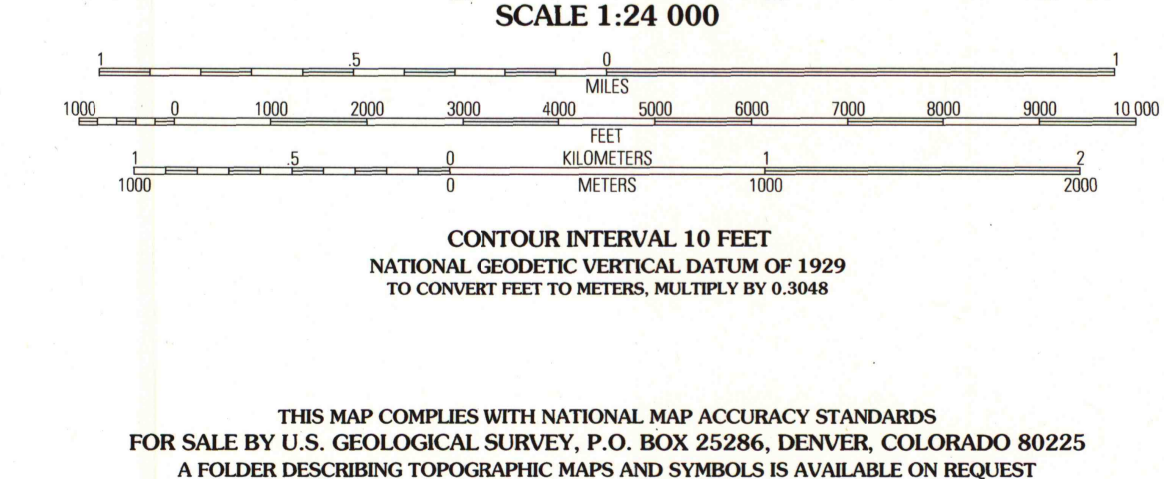 SCALE 1:24 000
1 .5 0 1
MILES
1000 0 1000 2000 3000 4000 5000 6000 7000 8000 9000 10 000
FEET
1 .5 0 KILOMETERS 1 2
1000 0 METERS 1000 2000
CONTOUR INTERVAL 10 FEET
NATIONAL GEODETIC VERTICAL DATUM OF 1929
TO CONVERT FEET TO METERS, MULTIPLY BY 0.3048
THIS MAP COMPLIES WITH NATIONAL MAP ACCURACY STANDARDS
FOR SALE BY U.S. GEOLOGICAL SURVEY, P.O. BOX 25286, DENVER, COLORADO 80225
A FOLDER DESCRIBING TOPOGRAPHIC MAPS AND SYMBOLS IS AVAILABLE ON REQUEST